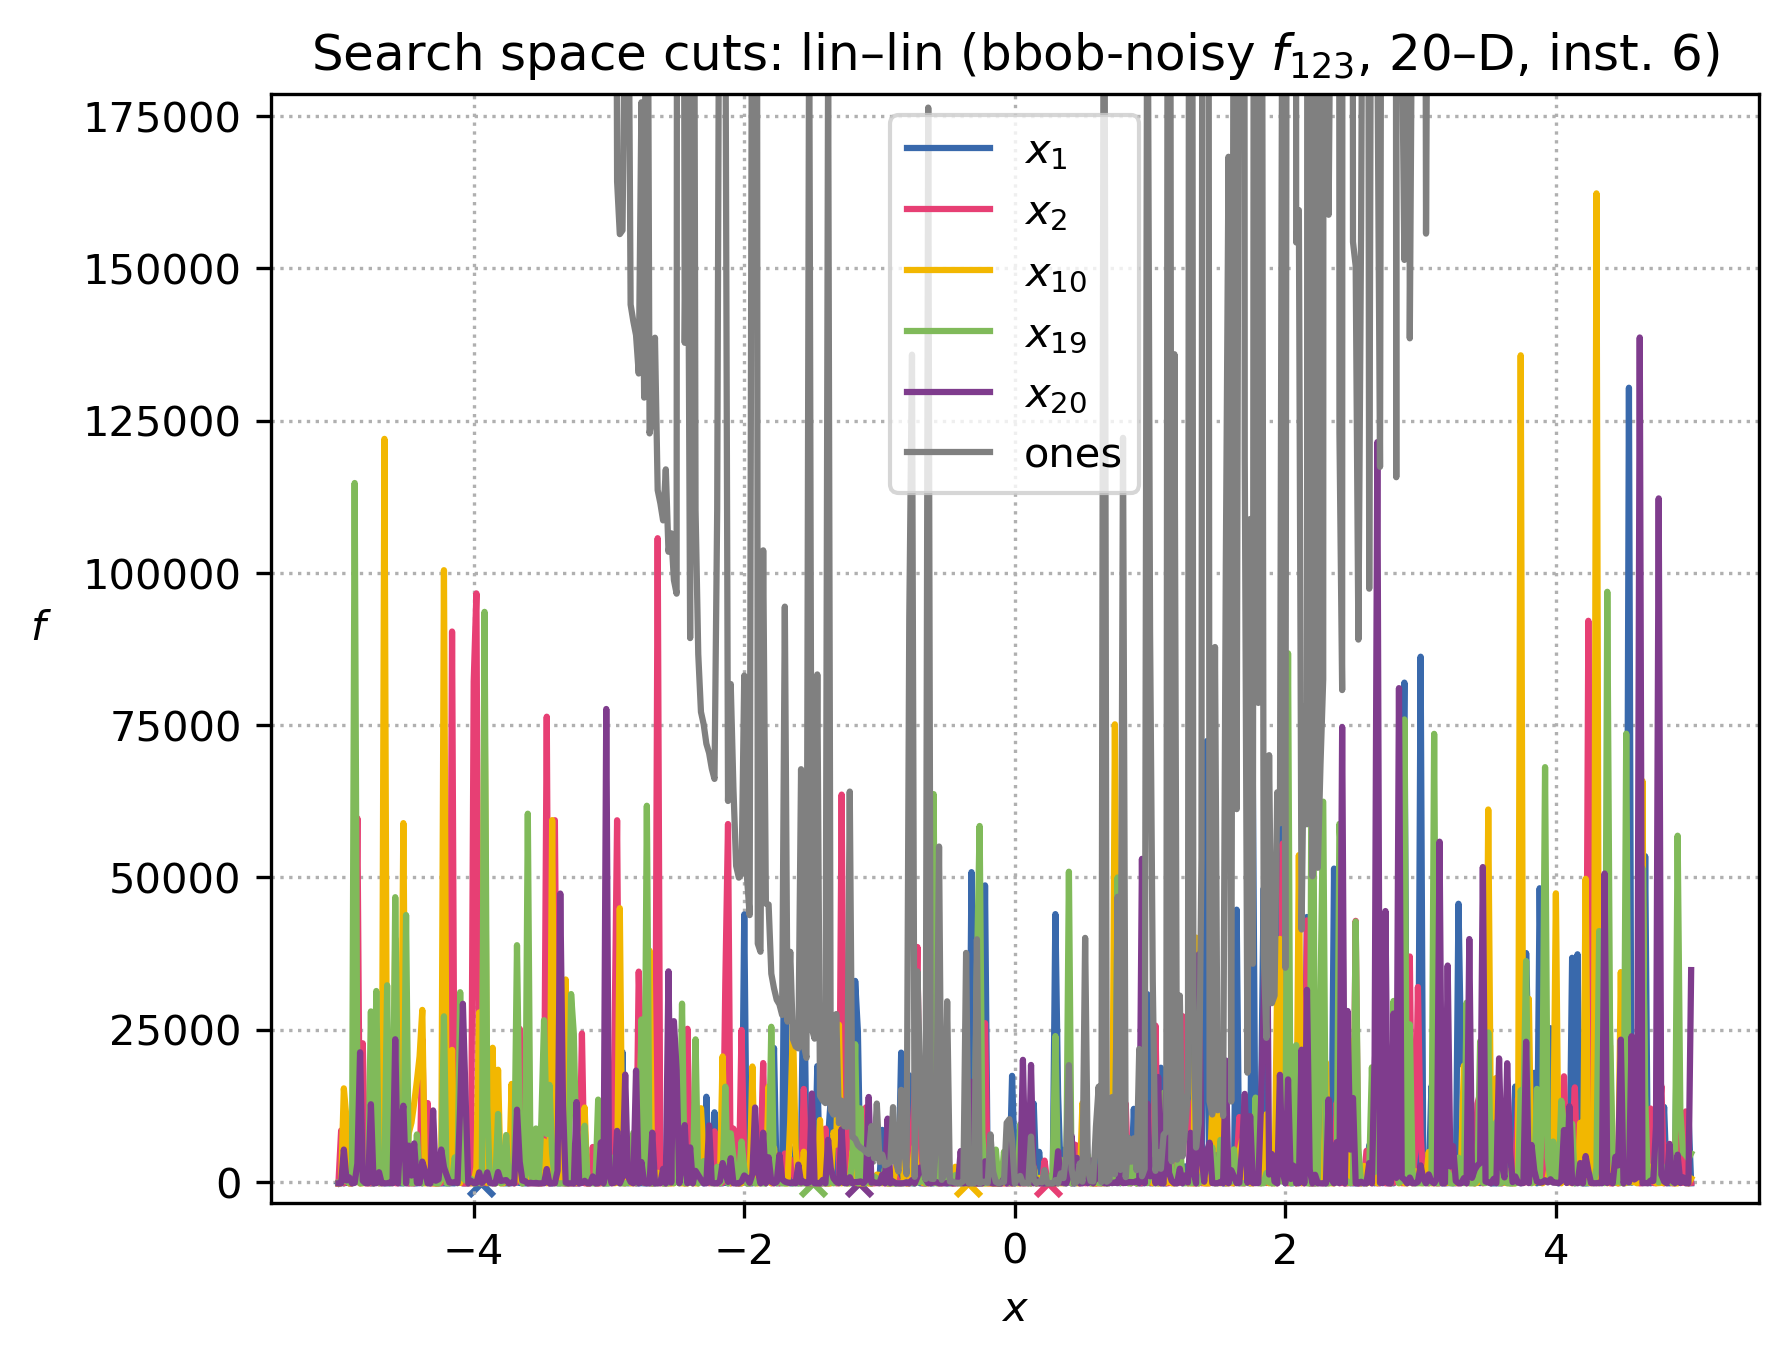 Search space cuts: lin–lin (bbob-noisy f₁₂₃, 20–D, inst. 6)
175000
150000
125000
100000
75000
50000
25000
0
f
x₁
x₂
x₁₀
x₁₉
x₂₀
ones
−4
−2
0
2
4
x